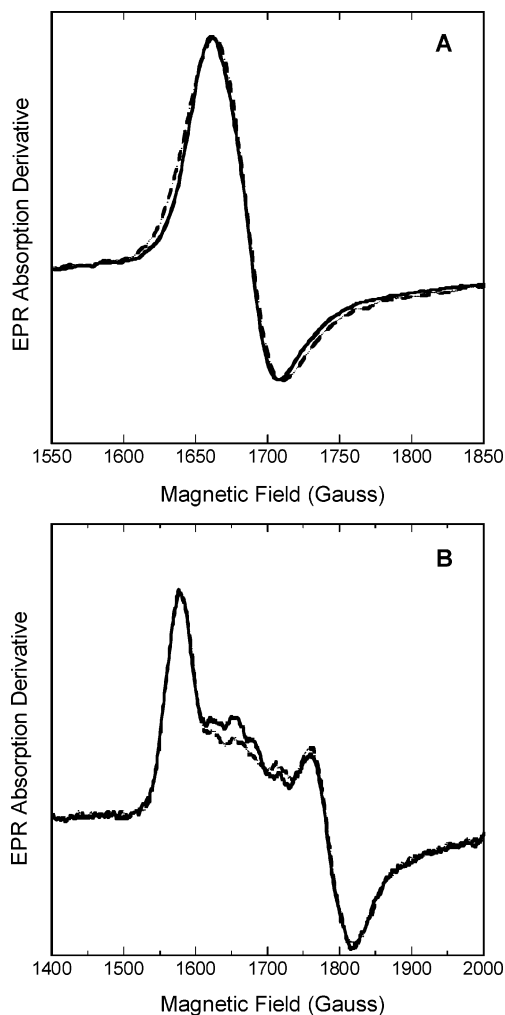 A
EPR Absorption Derivative
1550 1600 1650 1700 1750 1800 1850
Magnetic Field (Gauss)
B
EPR Absorption Derivative
1400 1500 1600 1700 1800 1900 2000
Magnetic Field (Gauss)